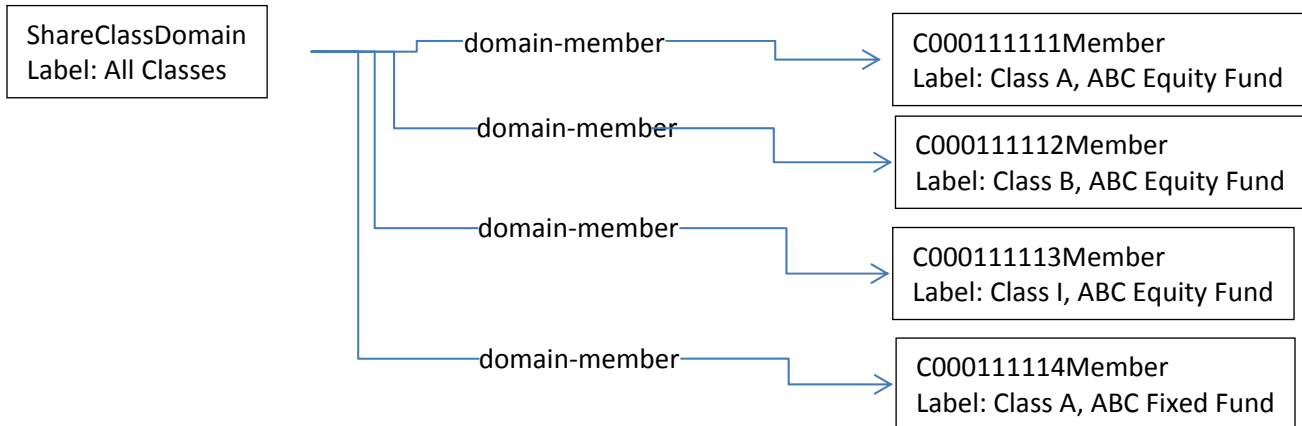 ShareClassDomain
Label: All Classes
domain-member
C000111111Member
Label: Class A, ABC Equity Fund
domain-member
C000111112Member
Label: Class B, ABC Equity Fund
domain-member
C000111113Member
Label: Class I, ABC Equity Fund
domain-member
C000111114Member
Label: Class A, ABC Fixed Fund